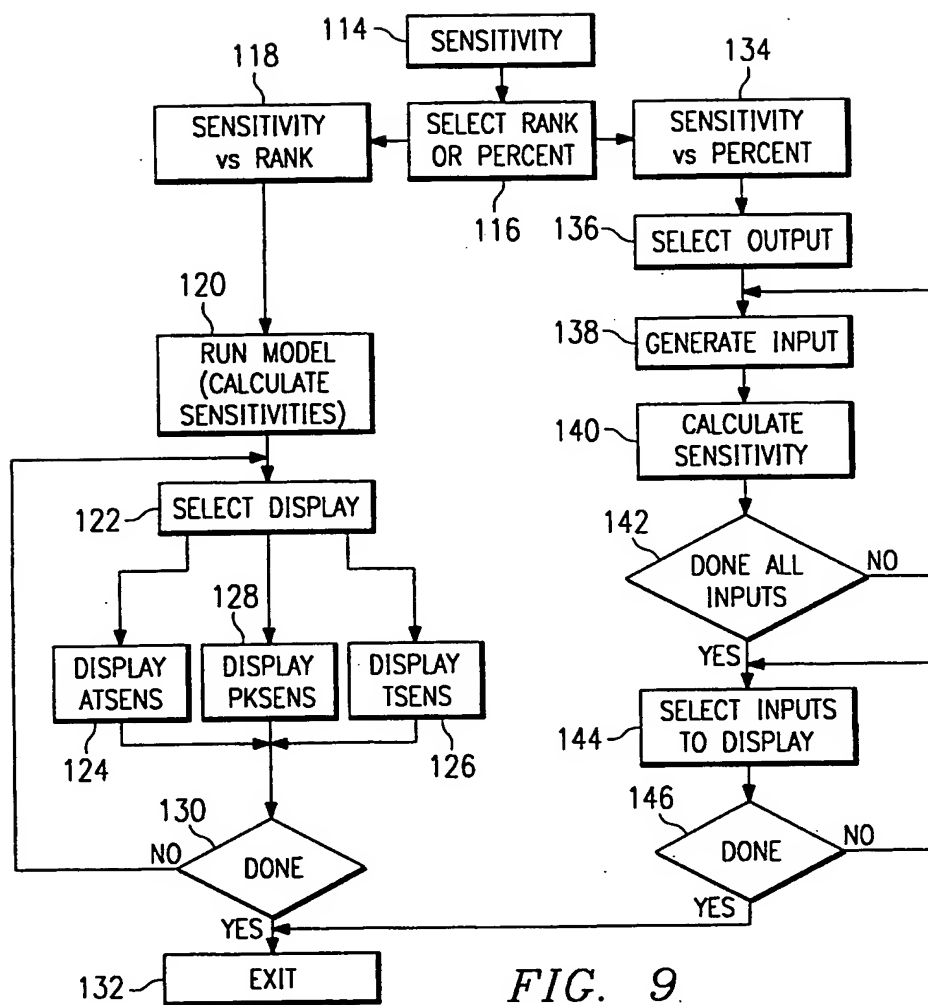 114
SENSITIVITY
118
SENSITIVITY
vs RANK
SELECT RANK
OR PERCENT
116
134
SENSITIVITY
vs PERCENT
136
SELECT OUTPUT
120
RUN MODEL
(CALCULATE
SENSITIVITIES)
138
GENERATE INPUT
140
CALCULATE
SENSITIVITY
122
SELECT DISPLAY
142
DONE ALL
INPUTS
NO
YES
DISPLAY
ATSENS
124
128
DISPLAY
PKSENS
DISPLAY
TSENS
126
144
SELECT INPUTS
TO DISPLAY
130
DONE
NO
YES
146
DONE
NO
YES
132
EXIT
FIG. 9